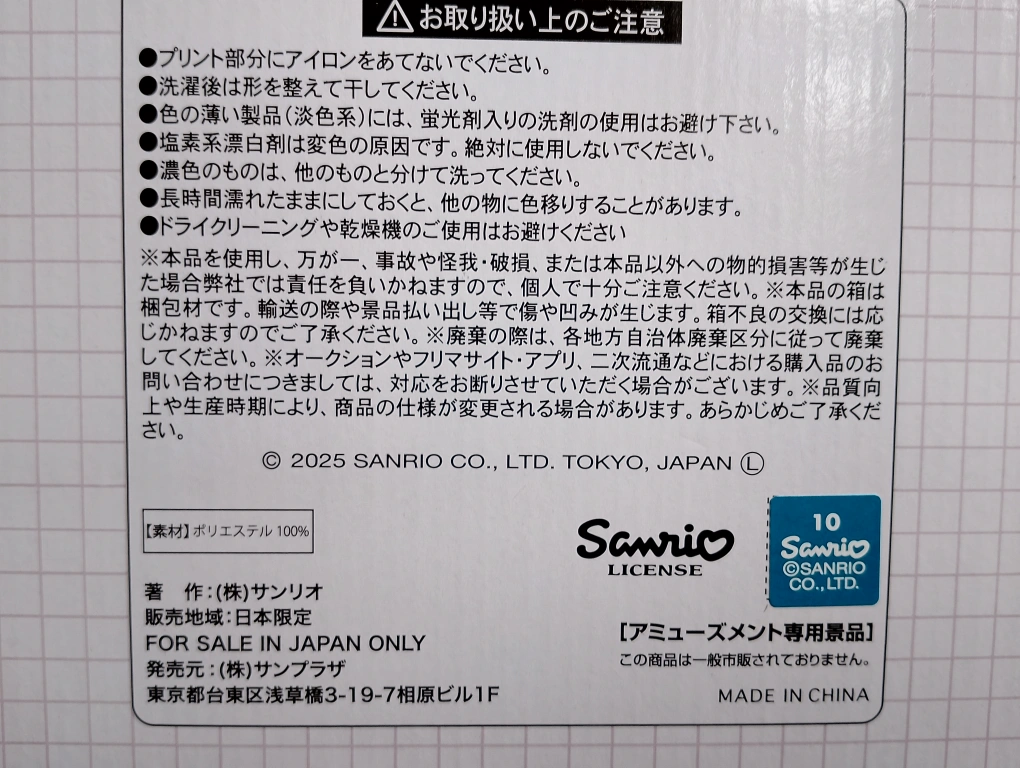 ⚠お取り扱い上のご注意
●プリント部分にアイロンをあてないでください。
●洗濯後は形を整えて干してください。
●色の薄い製品(淡色系)には、蛍光剤入りの洗剤の使用はお避け下さい。
●塩素系漂白剤は変色の原因です。絶対に使用しないでください。
●濃色のものは、他のものと分けて洗ってください。
●長時間濡れたままにしておくと、他の物に色移りすることがあります。
●ドライクリーニングや乾燥機のご使用はお避けください
※本品を使用し、万が一、事故や怪我・破損、または本品以外への物的損害等が生じ
た場合弊社では責任を負いかねますので、個人で十分ご注意ください。※本品の箱は
梱包材です。輸送の際や景品払い出し等で傷や凹みが生じます。箱不良の交換には応
じかねますのでご了承ください。※廃棄の際は、各地方自治体廃棄区分に従って廃棄
してください。※オークションやフリマサイト・アプリ、二次流通などにおける購入品のお
問い合わせにつきましては、対応をお断りさせていただく場合がございます。※品質向
上や生産時期により、商品の仕様が変更される場合があります。あらかじめご了承くだ
さい。
© 2025 SANRIO CO., LTD. TOKYO, JAPAN Ⓛ
【素材】ポリエステル 100%
Sanrio
LICENSE
10
Sanrio
©SANRIO
CO., LTD.
著　作:(株)サンリオ
販売地域:日本限定
FOR SALE IN JAPAN ONLY
発売元:(株)サンプラザ
東京都台東区浅草橋3-19-7相原ビル1F
[アミューズメント専用景品]
この商品は一般市販されておりません。
MADE IN CHINA